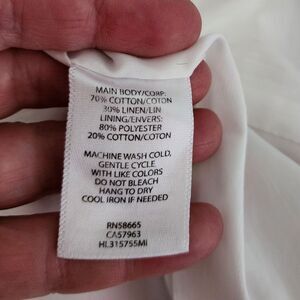 MAIN BODY/CORP:
70% COTTON/COTON
30% LINEN/LIN
LINING/ENVERS:
80% POLYESTER
20% COTTON/COTON
MACHINE WASH COLD,
GENTLE CYCLE
WITH LIKE COLORS
DO NOT BLEACH
HANG TO DRY
COOL IRON IF NEEDED
RN58665
CA57963
HL315755MI